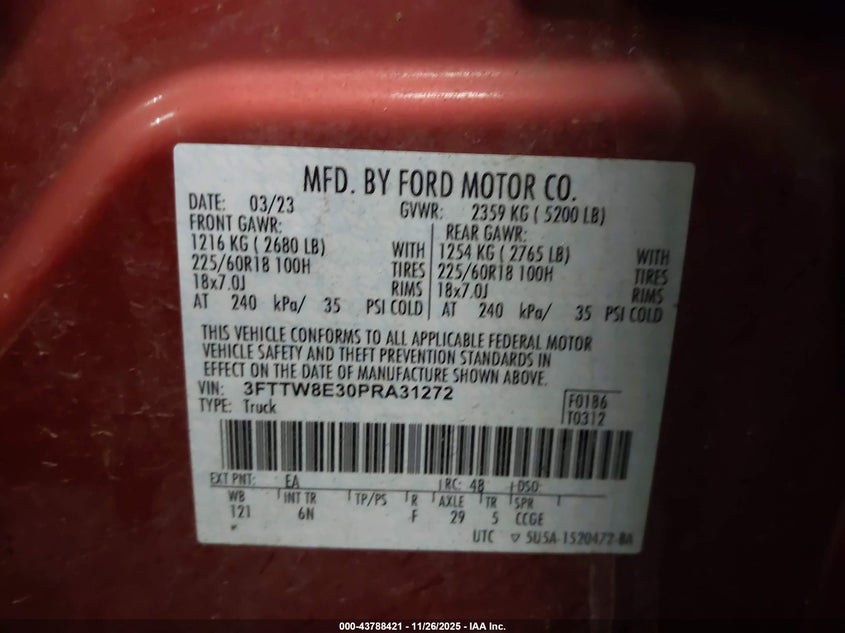 MFD. BY FORD MOTOR CO.
DATE: 03/23 GVWR: 2359 KG ( 5200 LB)
FRONT GAWR: REAR GAWR:
1216 KG ( 2680 LB) WITH 1254 KG ( 2765 LB) WITH
225/60R18 100H TIRES 225/60R18 100H TIRES
18x7.0J RIMS 18x7.0J RIMS
AT 240 kPa/ 35 PSI COLD AT 240 kPa/ 35 PSI COLD
THIS VEHICLE CONFORMS TO ALL APPLICABLE FEDERAL MOTOR
VEHICLE SAFETY AND THEFT PREVENTION STANDARDS IN
EFFECT ON THE DATE OF MANUFACTURE SHOWN ABOVE.
VIN: 3FTTW8E30PRA31272 F0186
TYPE: Truck T0312
EXT PNT: EA RC: 48 DSO:
WB INT TR TP/PS R AXLE TR SPR
121 6N F 29 5 CCGE
UTC ▽ 5U5A-1520472-BA
000-43788421 - 11/26/2025 - IAA Inc.